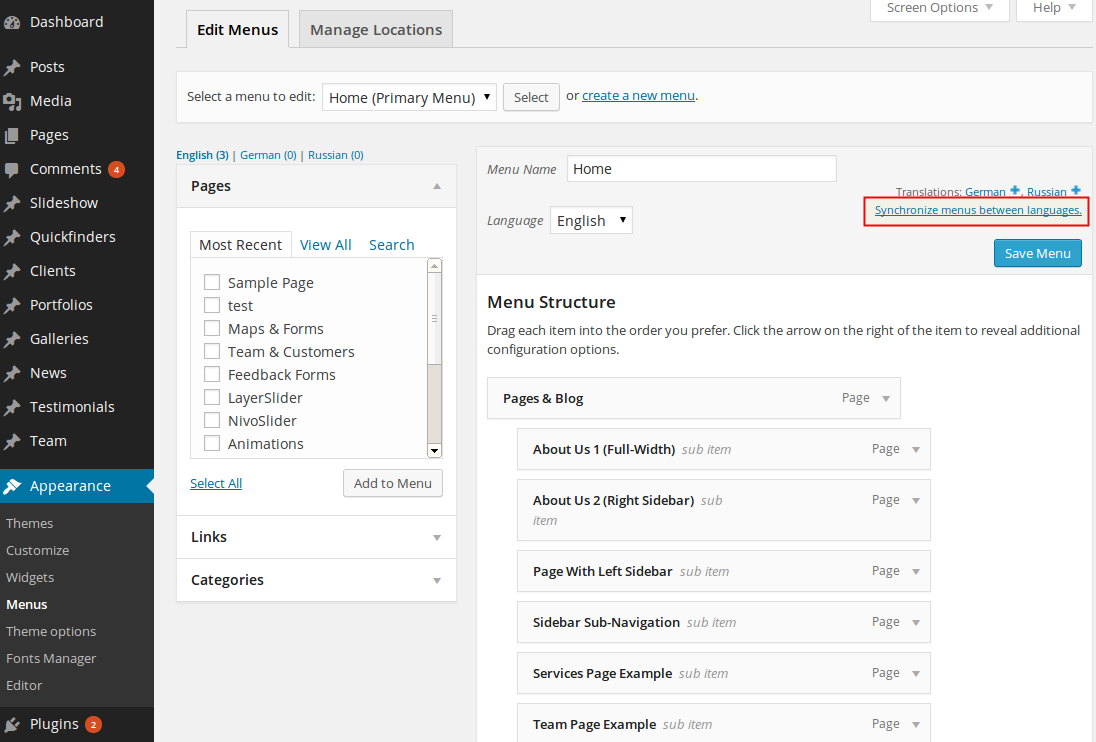 Dashboard
Posts
Media
Pages
Comments 4
Slideshow
Quickfinders
Clients
Portfolios
Galleries
News
Testimonials
Team
Appearance
Themes
Customize
Widgets
Menus
Theme options
Fonts Manager
Editor
Plugins 2
Screen Options Help
Edit Menus Manage Locations
Select a menu to edit: Home (Primary Menu) Select or create a new menu.
English (3) | German (0) | Russian (0)
Pages
Most Recent View All Search
Sample Page
test
Maps & Forms
Team & Customers
Feedback Forms
LayerSlider
NivoSlider
Animations
Select All Add to Menu
Links
Categories
Menu Name Home
Translations: German, Russian
Synchronize menus between languages.
Language English
Save Menu
Menu Structure
Drag each item into the order you prefer. Click the arrow on the right of the item to reveal additional
configuration options.
Pages & Blog Page
About Us 1 (Full-Width) sub item Page
About Us 2 (Right Sidebar) sub Page
item
Page With Left Sidebar sub item Page
Sidebar Sub-Navigation sub item Page
Services Page Example sub item Page
Team Page Example sub item Page